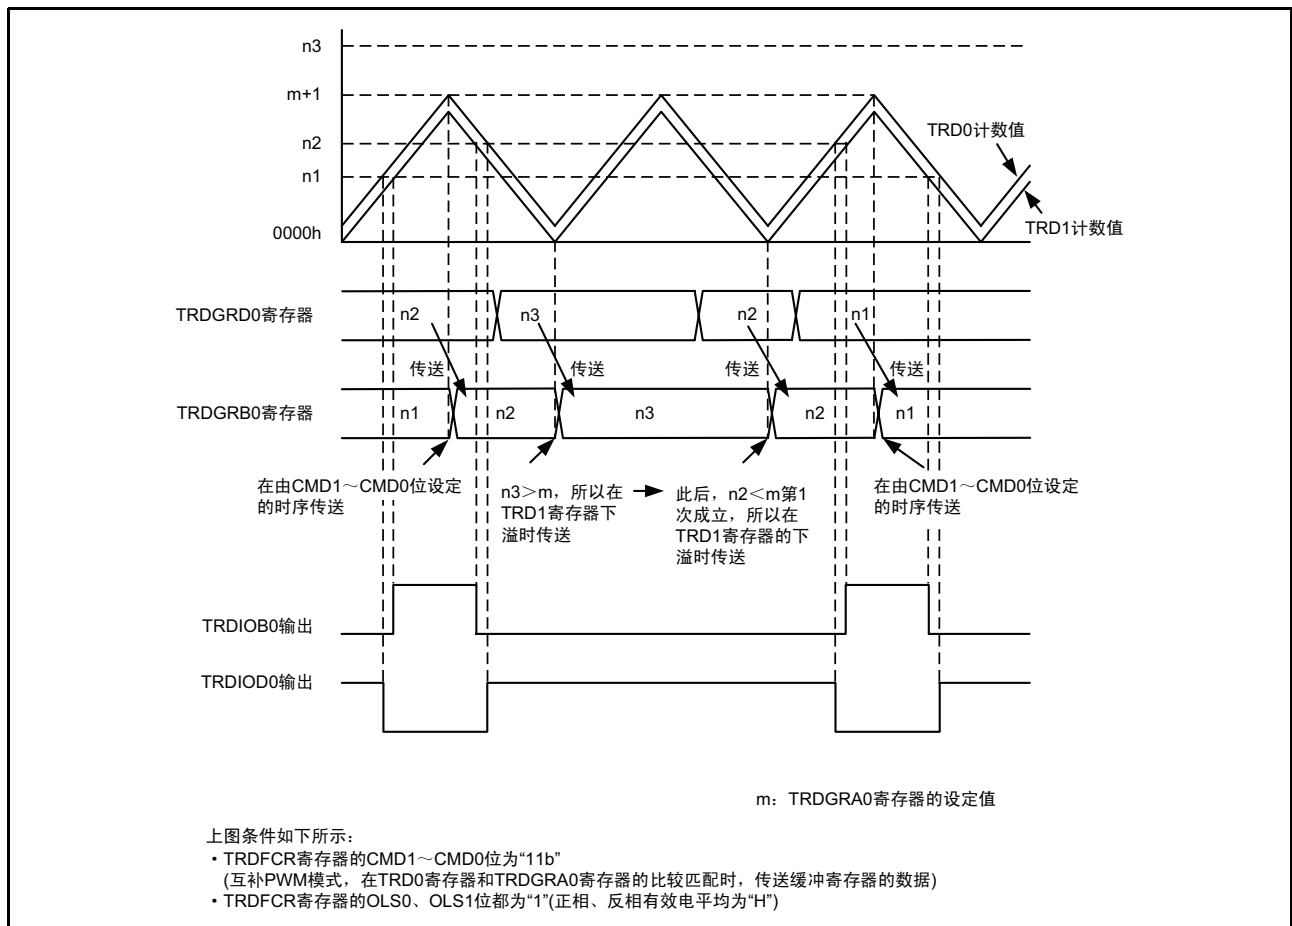 n3
m+1
n2
n1
0000h
TRD0计数值
TRD1计数值
TRDGRD0寄存器
n2
n3
n2
n1
传送
传送
传送
传送
TRDGRB0寄存器
n1
n2
n3
n2
n1
在由CMD1～CMD0位设定
的时序传送
n3＞m，所以在
TRD1寄存器下
溢时传送
此后，n2＜m第1
次成立，所以在
TRD1寄存器的下
溢时传送
在由CMD1～CMD0位设定
的时序传送
TRDIOB0输出
TRDIOD0输出
m：TRDGRA0寄存器的设定值
上图条件如下所示：
・TRDFCR寄存器的CMD1～CMD0位为“11b”
(互补PWM模式，在TRD0寄存器和TRDGRA0寄存器的比较匹配时，传送缓冲寄存器的数据)
・TRDFCR寄存器的OLS0、OLS1位都为“1”(正相、反相有效电平均为“H”)